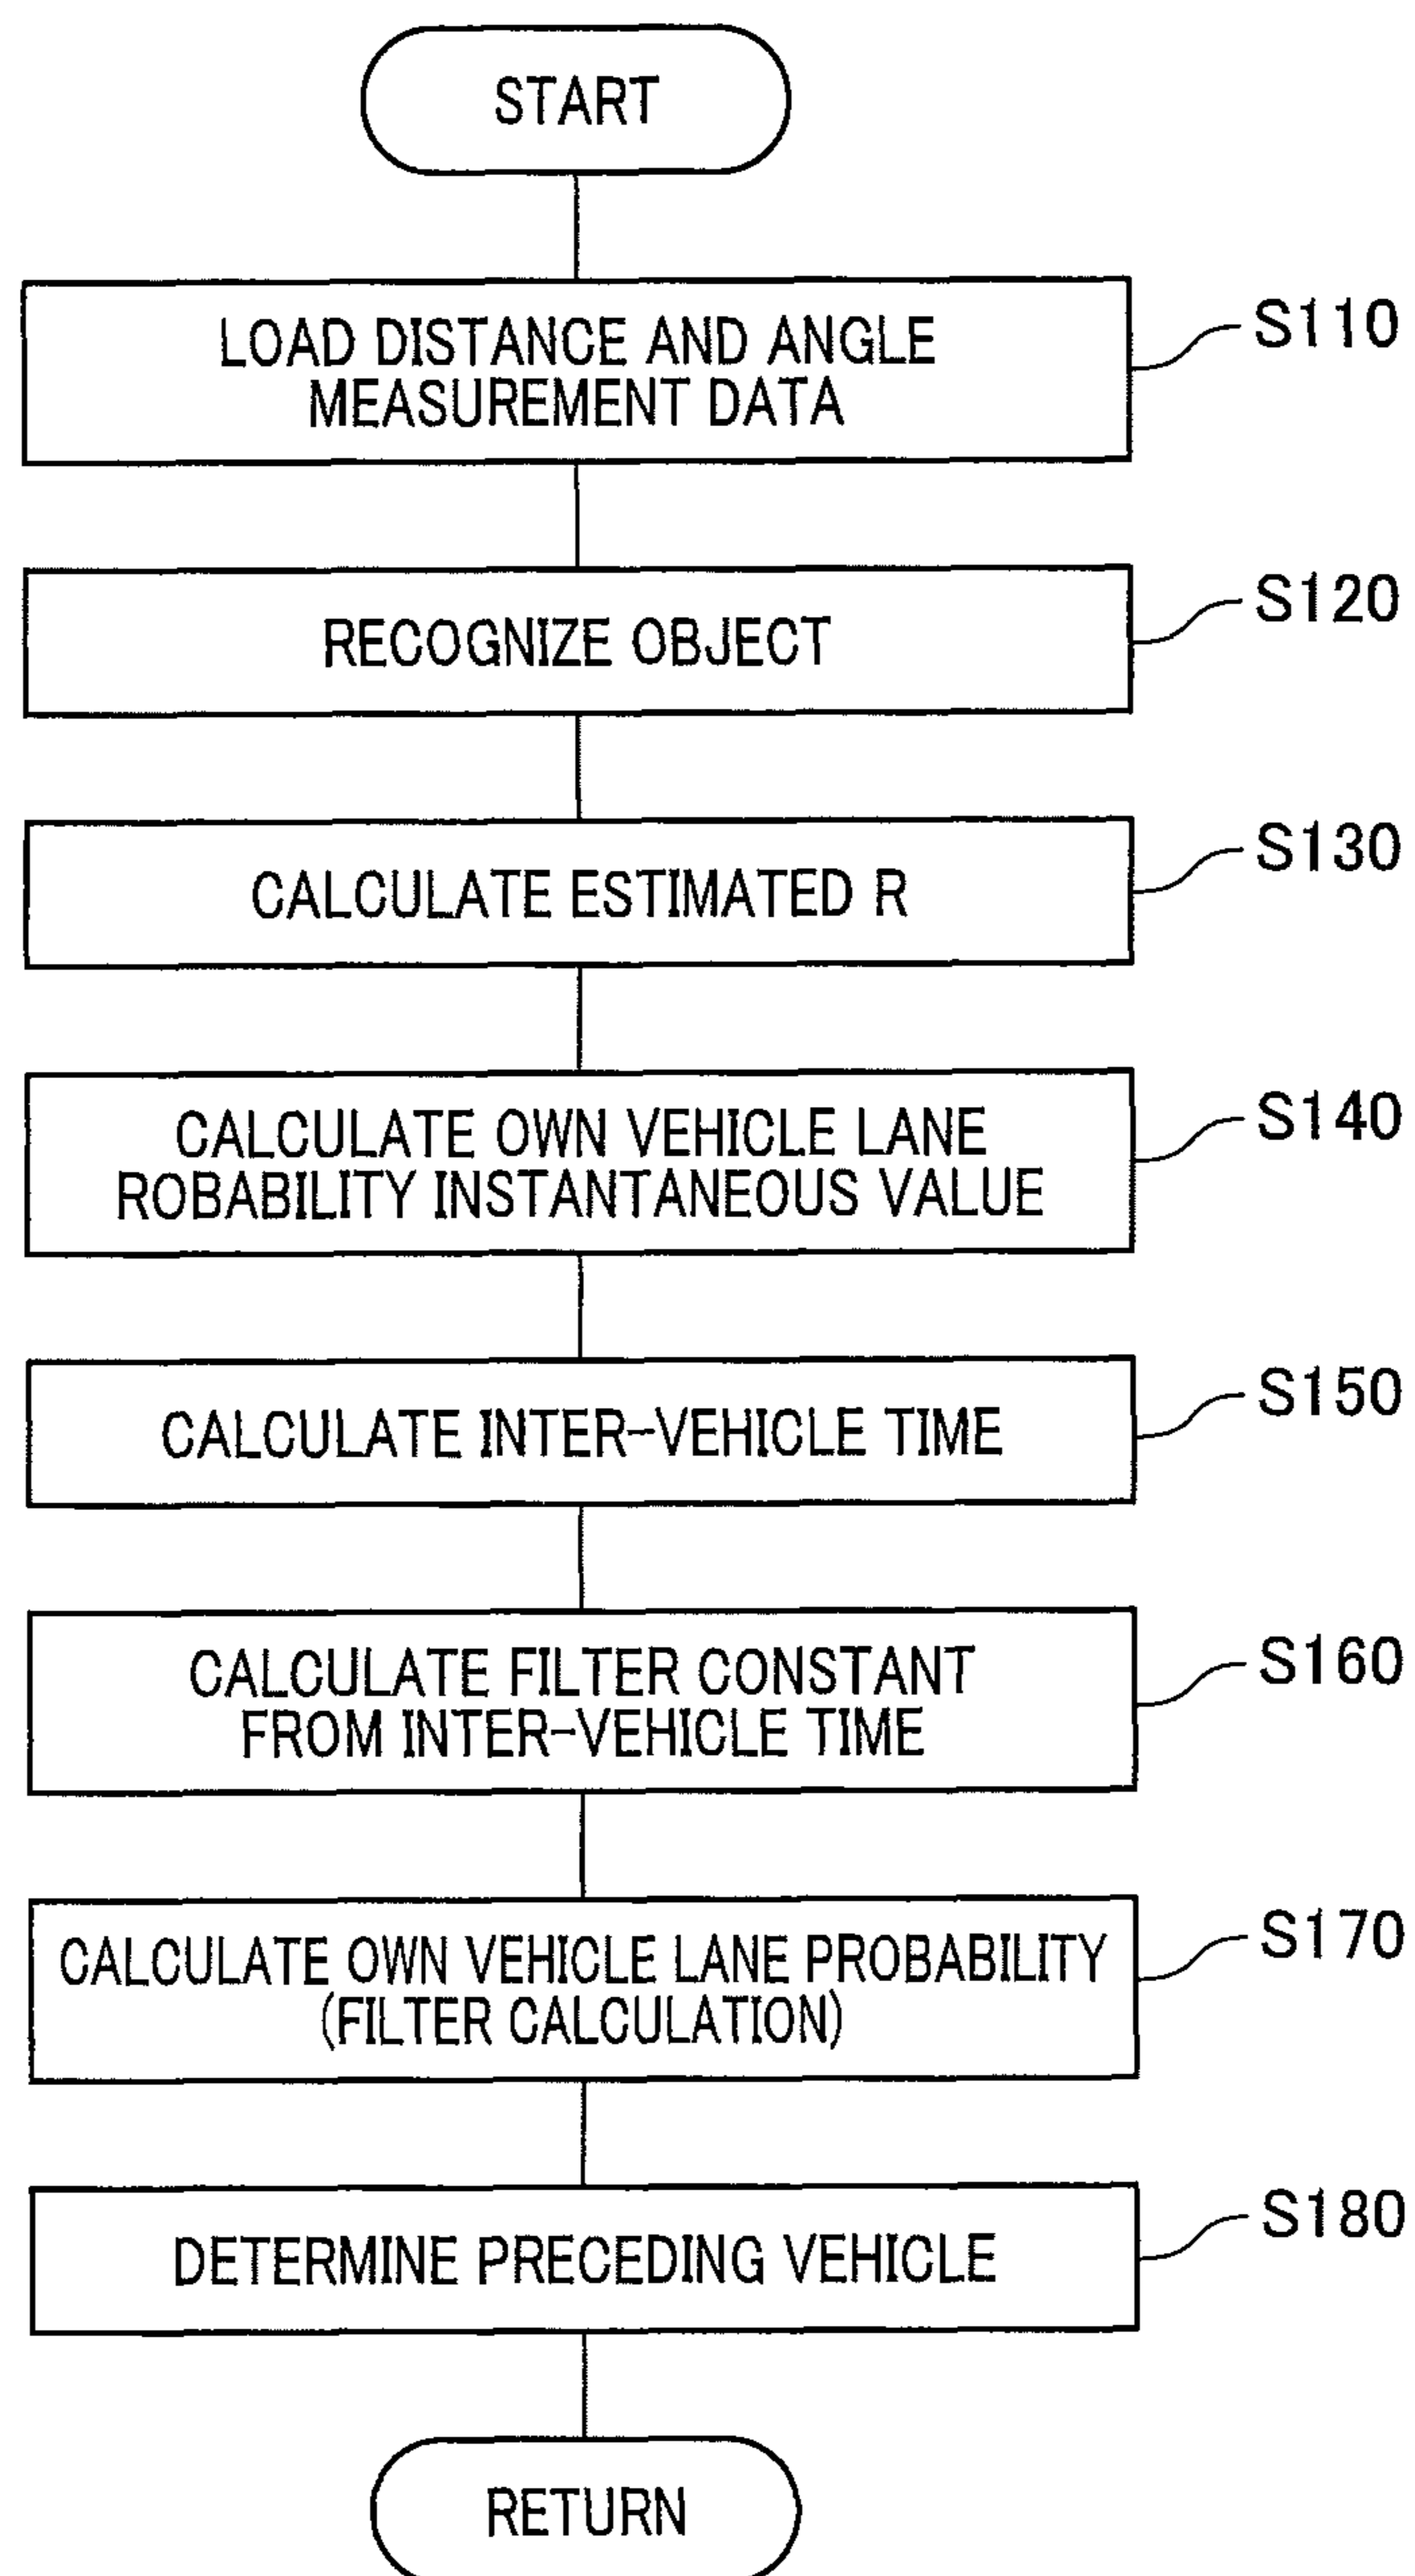 START
LOAD DISTANCE AND ANGLE
MEASUREMENT DATA
S110
RECOGNIZE OBJECT
S120
CALCULATE ESTIMATED R
S130
CALCULATE OWN VEHICLE LANE
ROBABILITY INSTANTANEOUS VALUE
S140
CALCULATE INTER-VEHICLE TIME
S150
CALCULATE FILTER CONSTANT
FROM INTER-VEHICLE TIME
S160
CALCULATE OWN VEHICLE LANE PROBABILITY
(FILTER CALCULATION)
S170
DETERMINE PRECEDING VEHICLE
S180
RETURN